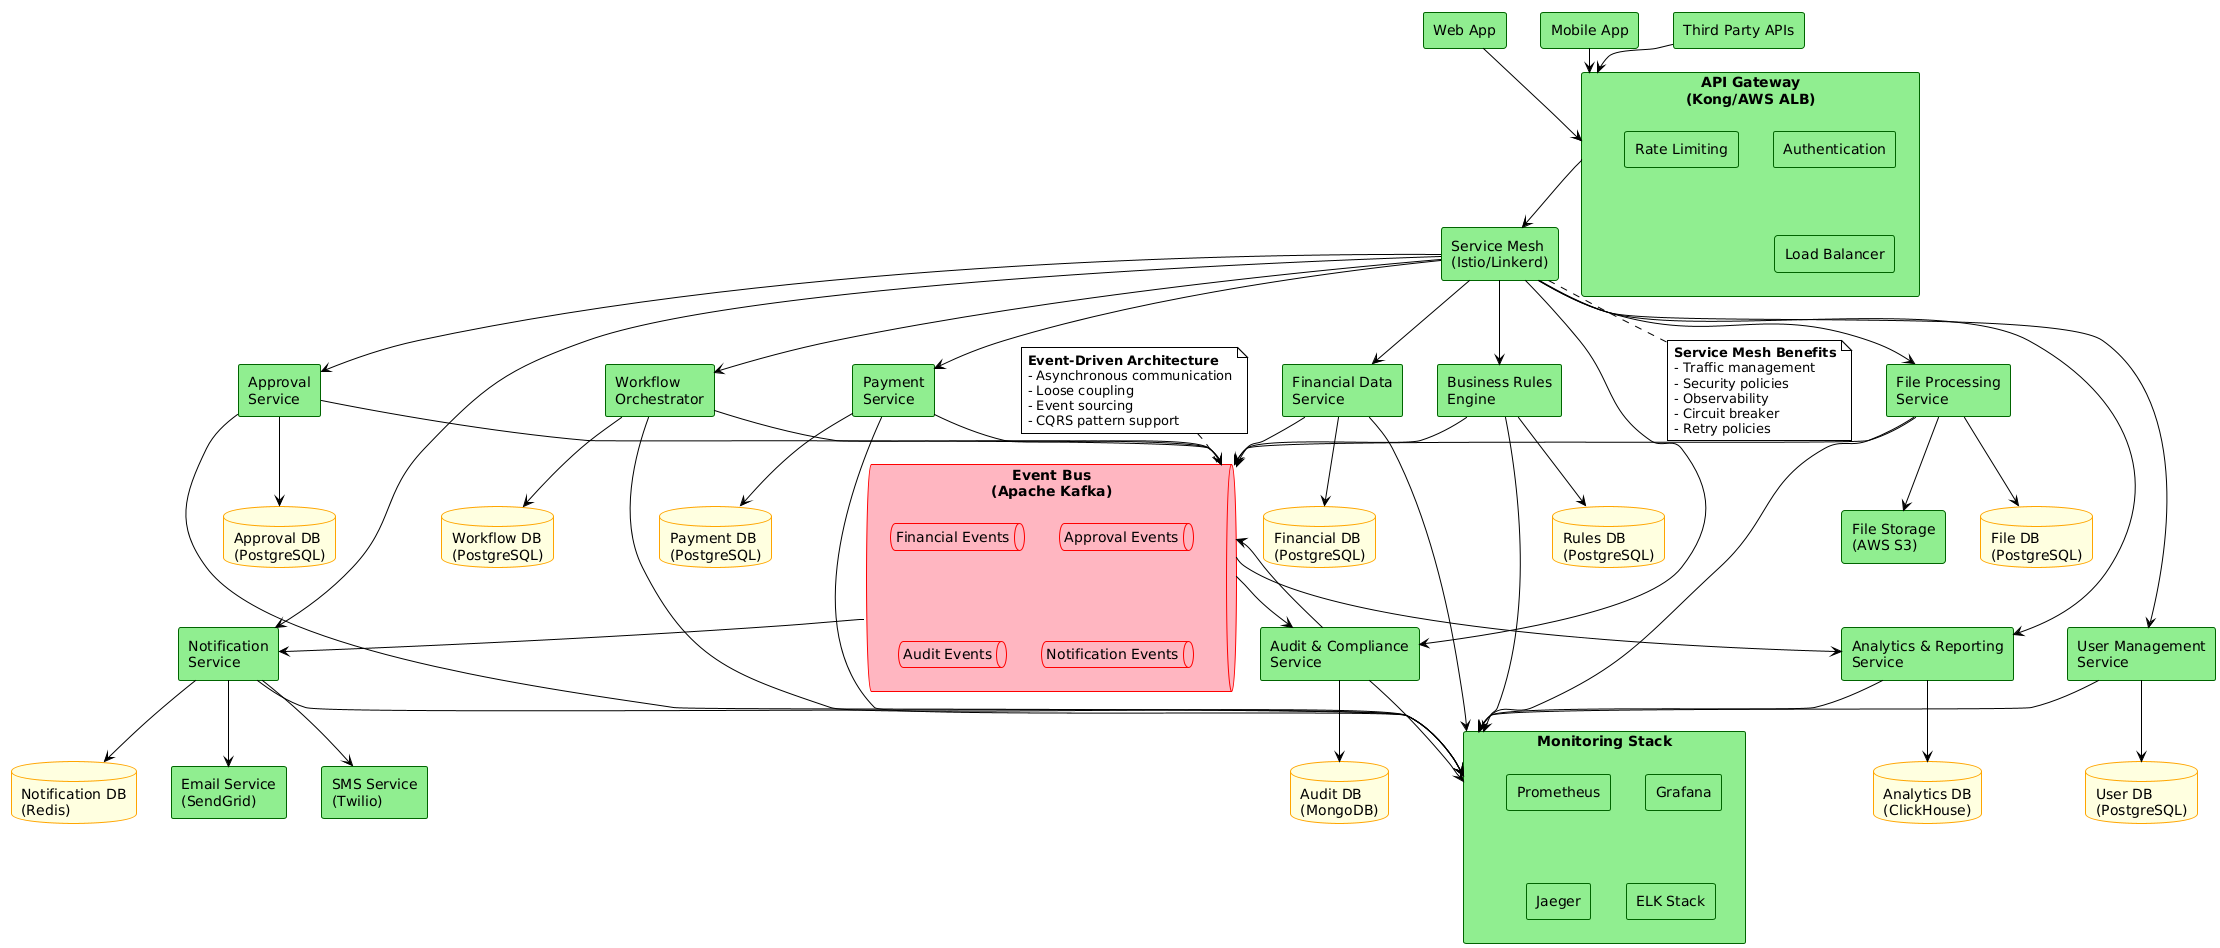 Web App
Mobile App
Third Party APIs
API Gateway
(Kong/AWS ALB)
Rate Limiting
Authentication
Load Balancer
Service Mesh
(Istio/Linkerd)
Approval
Service
Workflow
Orchestrator
Payment
Service
Event-Driven Architecture
- Asynchronous communication
- Loose coupling
- Event sourcing
- CQRS pattern support
Financial Data
Service
Business Rules
Engine
Service Mesh Benefits
- Traffic management
- Security policies
- Observability
- Circuit breaker
- Retry policies
File Processing
Service
Event Bus
(Apache Kafka)
Financial Events
Approval Events
Audit Events
Notification Events
Approval DB
(PostgreSQL)
Workflow DB
(PostgreSQL)
Payment DB
(PostgreSQL)
Financial DB
(PostgreSQL)
Rules DB
(PostgreSQL)
File Storage
(AWS S3)
File DB
(PostgreSQL)
Notification
Service
Audit & Compliance
Service
Analytics & Reporting
Service
User Management
Service
Notification DB
(Redis)
Email Service
(SendGrid)
SMS Service
(Twilio)
Audit DB
(MongoDB)
Monitoring Stack
Prometheus
Grafana
Jaeger
ELK Stack
Analytics DB
(ClickHouse)
User DB
(PostgreSQL)